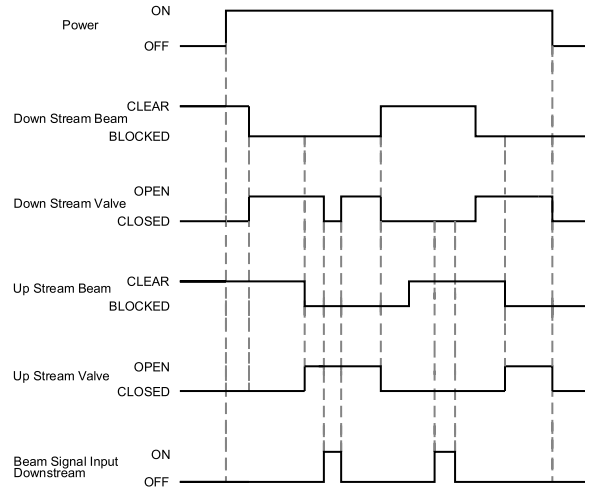 ON
Power
OFF
CLEAR
Down Stream Beam
BLOCKED
OPEN
Down Stream Valve
CLOSED
CLEAR
Up Stream Beam
BLOCKED
OPEN
Up Stream Valve
CLOSED
ON
Beam Signal Input
Downstream
OFF